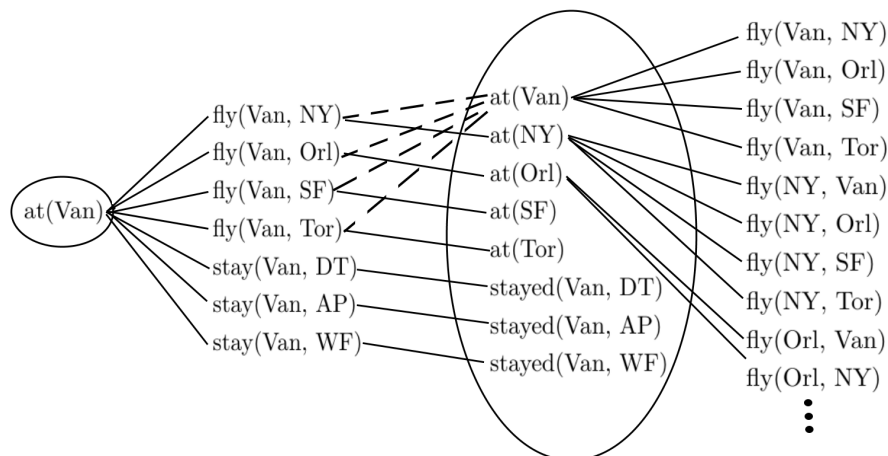 at(Van)
fly(Van, NY)
fly(Van, Orl)
fly(Van, SF)
fly(Van, Tor)
stay(Van, DT)
stay(Van, AP)
stay(Van, WF)
at(Van)
at(NY)
at(Orl)
at(SF)
at(Tor)
stayed(Van, DT)
stayed(Van, AP)
stayed(Van, WF)
fly(Van, NY)
fly(Van, Orl)
fly(Van, SF)
fly(Van, Tor)
fly(NY, Van)
fly(NY, Orl)
fly(NY, SF)
fly(NY, Tor)
fly(Orl, Van)
fly(Orl, NY)